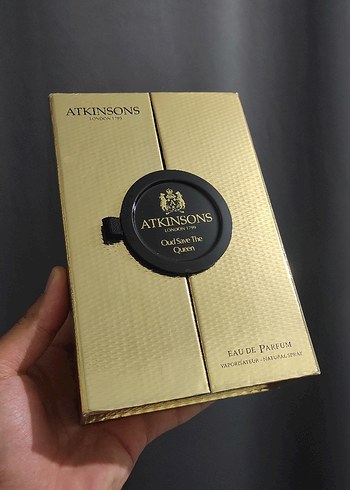 ATKINSONS
LONDON 1799
ATKINSONS
LONDON 1799
Oud Save The
Queen
EAU DE PARFUM
VAPORISATEUR - NATURAL SPRAY